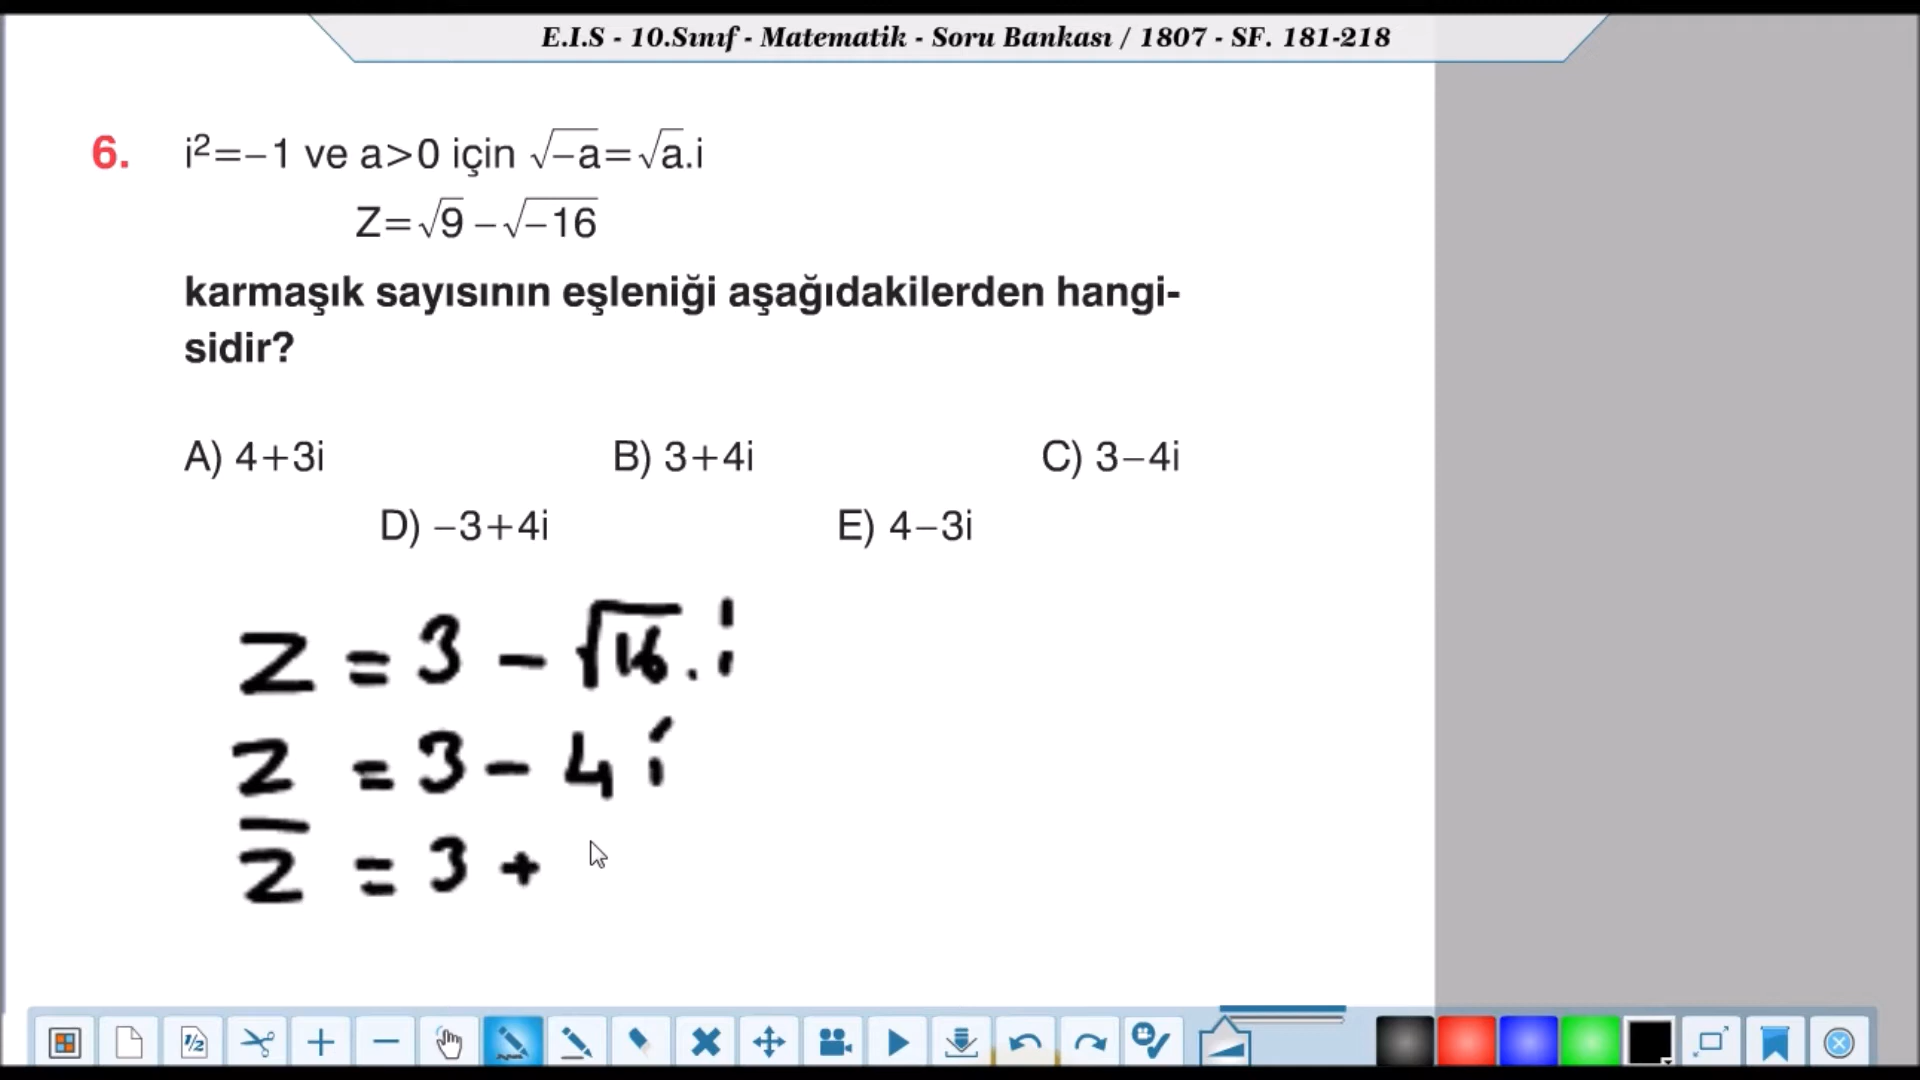 E.I.S - 10.Sınıf - Matematik - Soru Bankası / 1807 - SF. 181-218
6. i²=−1 ve a>0 için √−a=√a.i
Z=√9−√−16
karmaşık sayısının eşleniği aşağıdakilerden hangi-
sidir?
A) 4+3i B) 3+4i C) 3−4i
D) −3+4i E) 4−3i
Z = 3 − √16 . i
Z = 3 − 4 i
Z̅ = 3 +
1/2